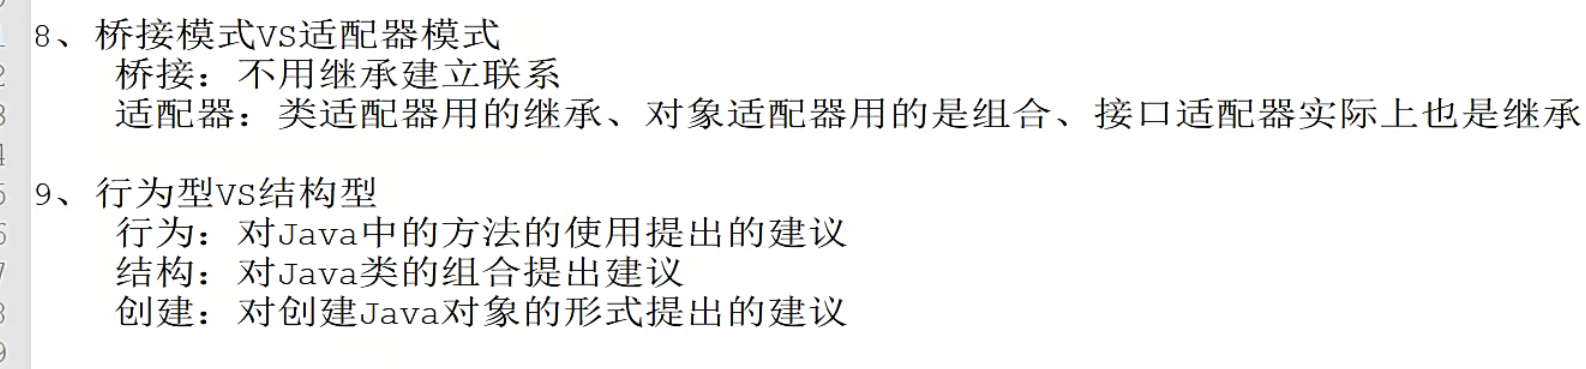 8、桥接模式VS适配器模式
桥接：不用继承建立联系
适配器：类适配器用的继承、对象适配器用的是组合、接口适配器实际上也是继承
9、行为型VS结构型
行为：对Java中的方法的使用提出的建议
结构：对Java类的组合提出建议
创建：对创建Java对象的形式提出的建议